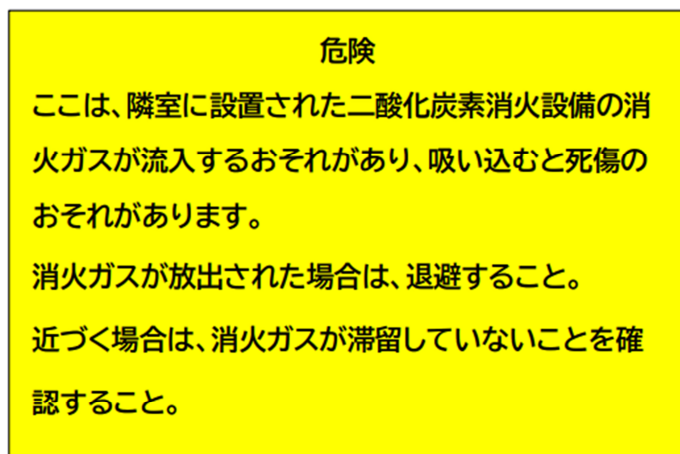 危険
ここは、隣室に設置された二酸化炭素消火設備の消
火ガスが流入するおそれがあり、吸い込むと死傷の
おそれがあります。
消火ガスが放出された場合は、退避すること。
近づく場合は、消火ガスが滞留していないことを確
認すること。